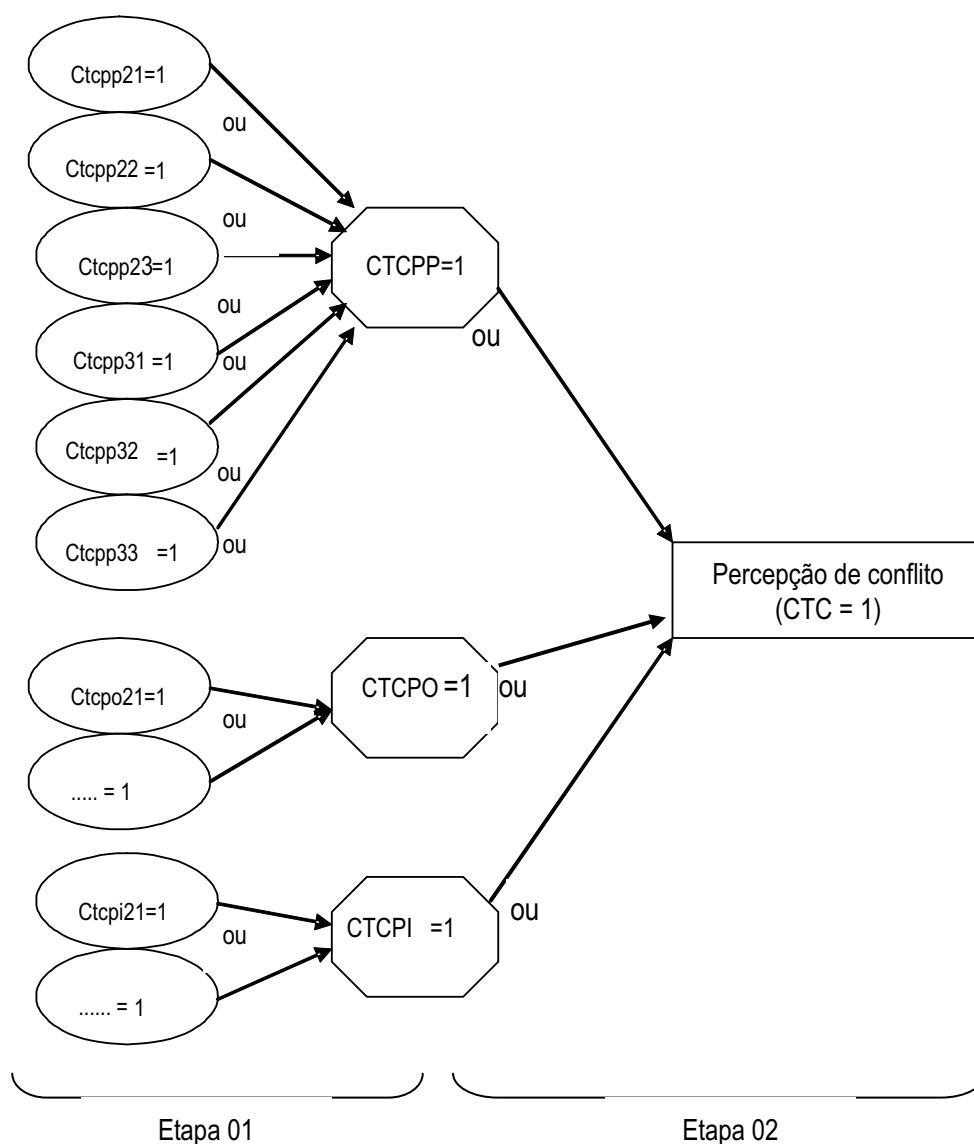 Ctcpp21=1
ou
Ctcpp22 =1
ou
Ctcpp23=1
CTCPP=1
ou
Ctcpp31 =1
ou
ou
Ctcpp32 =1
ou
Ctcpp33 =1
ou
Percepção de conflito
(CTC = 1)
Ctcpo21=1
CTCPO =1
ou
ou
..... = 1
Ctcpi21=1
CTCPI =1
ou
ou
...... = 1
Etapa 01
Etapa 02